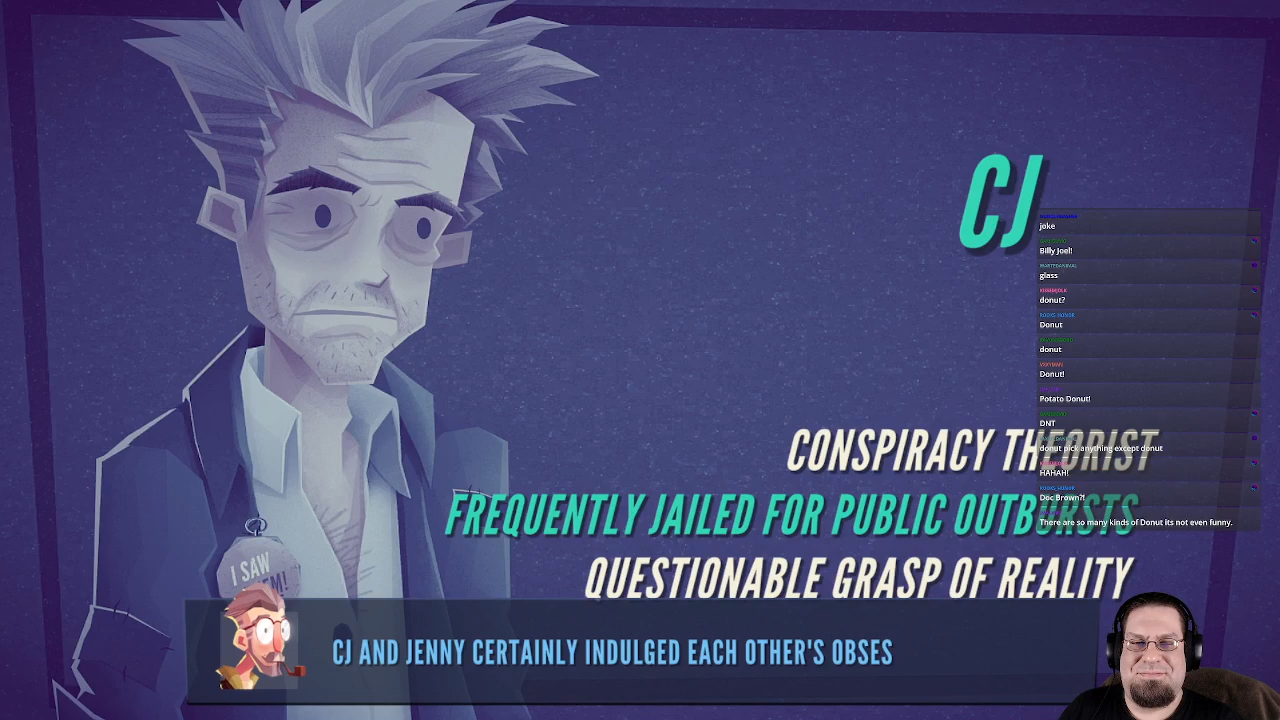 CJ
joke
Billy Joel!
glass
donut?
ROOKS_HONOR
Donut
donut
Donut!
Potato Donut!
DNT
donut pick anything except donut
HAHAH!
ROOKS_HONOR
Doc Brown?!
There are so many kinds of Donut its not even funny.
CONSPIRACY THEORIST
FREQUENTLY JAILED FOR PUBLIC OUTBURSTS
QUESTIONABLE GRASP OF REALITY
I SAW
CJ AND JENNY CERTAINLY INDULGED EACH OTHER'S OBSES